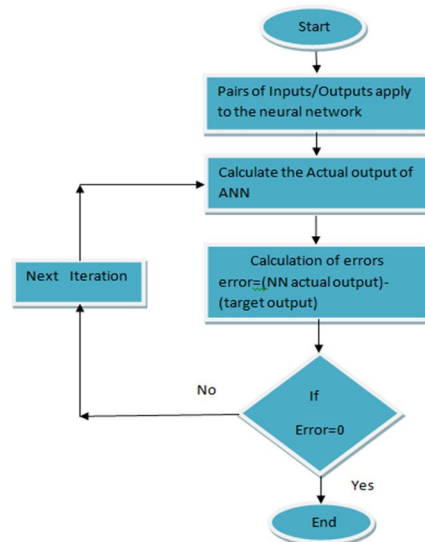 Start
Pairs of Inputs/Outputs apply
to the neural network
Calculate the Actual output of
ANN
Calculation of errors
error=(NN actual output)-
(target output)
Next Iteration
No
If
Error=0
Yes
End